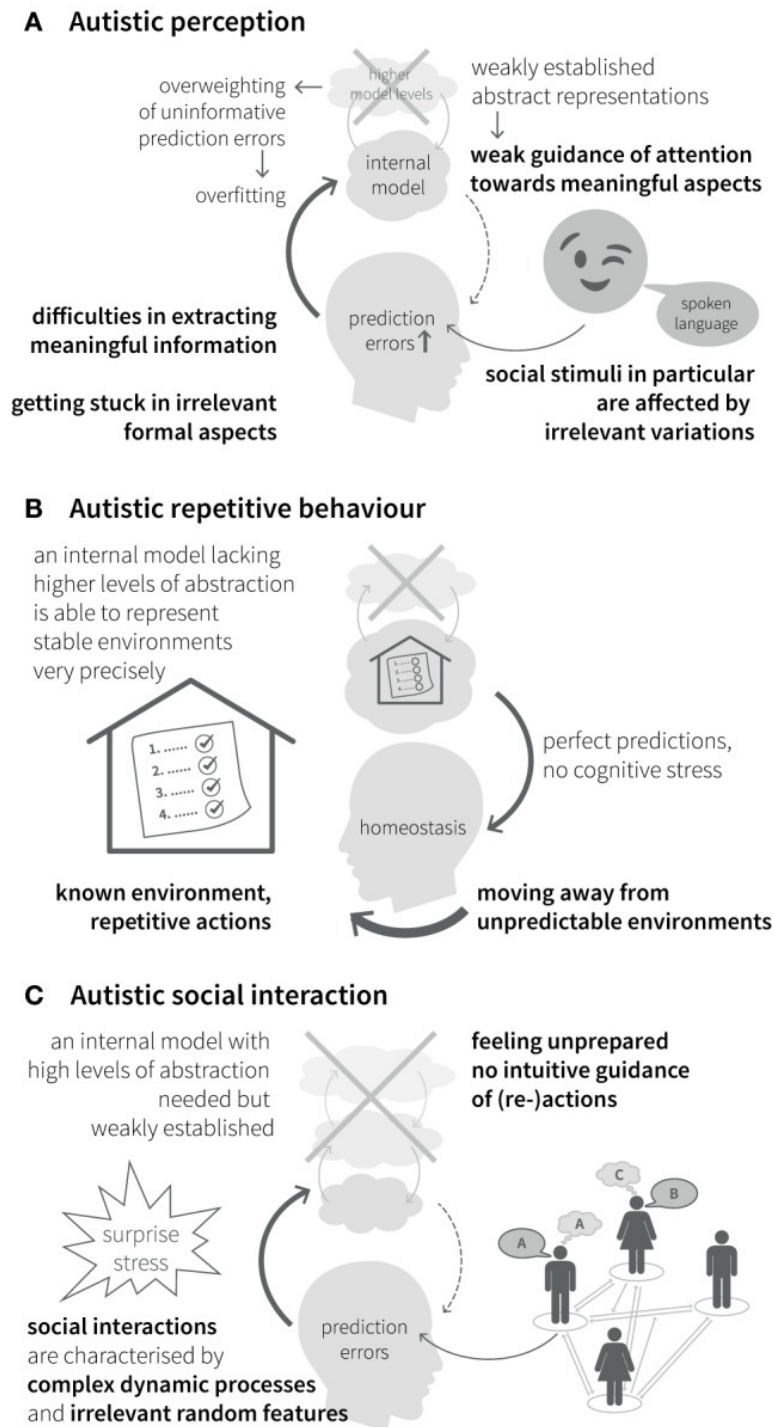 A Autistic perception
higher
model levels
overweighting
of uninformative
prediction errors
overfitting
weakly established
abstract representations
weak guidance of attention
towards meaningful aspects
internal
model
spoken
language
prediction
errors
difficulties in extracting
meaningful information
getting stuck in irrelevant
formal aspects
social stimuli in particular
are affected by
irrelevant variations
B Autistic repetitive behaviour
an internal model lacking
higher levels of abstraction
is able to represent
stable environments
very precisely
1. ......
2. ......
3. ......
4. ......
1. ......
2. ......
3. ......
4. ......
perfect predictions,
no cognitive stress
homeostasis
known environment,
repetitive actions
moving away from
unpredictable environments
C Autistic social interaction
an internal model with
high levels of abstraction
needed but
weakly established
feeling unprepared
no intuitive guidance
of (re-)actions
surprise
stress
C
B
A
A
prediction
errors
social interactions
are characterised by
complex dynamic processes
and irrelevant random features